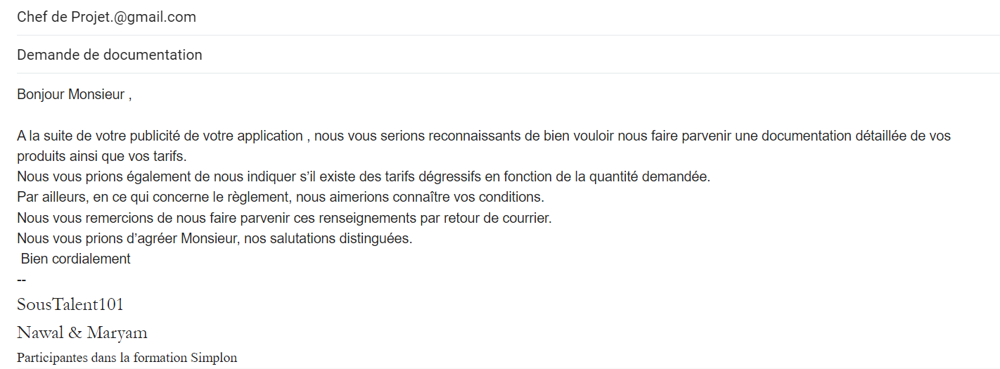 Chef de Projet.@gmail.com
Demande de documentation
Bonjour Monsieur ,
A la suite de votre publicité de votre application , nous vous serions reconnaissants de bien vouloir nous faire parvenir une documentation détaillée de vos
produits ainsi que vos tarifs.
Nous vous prions également de nous indiquer s’il existe des tarifs dégressifs en fonction de la quantité demandée.
Par ailleurs, en ce qui concerne le règlement, nous aimerions connaître vos conditions.
Nous vous remercions de nous faire parvenir ces renseignements par retour de courrier.
Nous vous prions d’agréer Monsieur, nos salutations distinguées.
Bien cordialement
--
SousTalent101
Nawal & Maryam
Participantes dans la formation Simplon